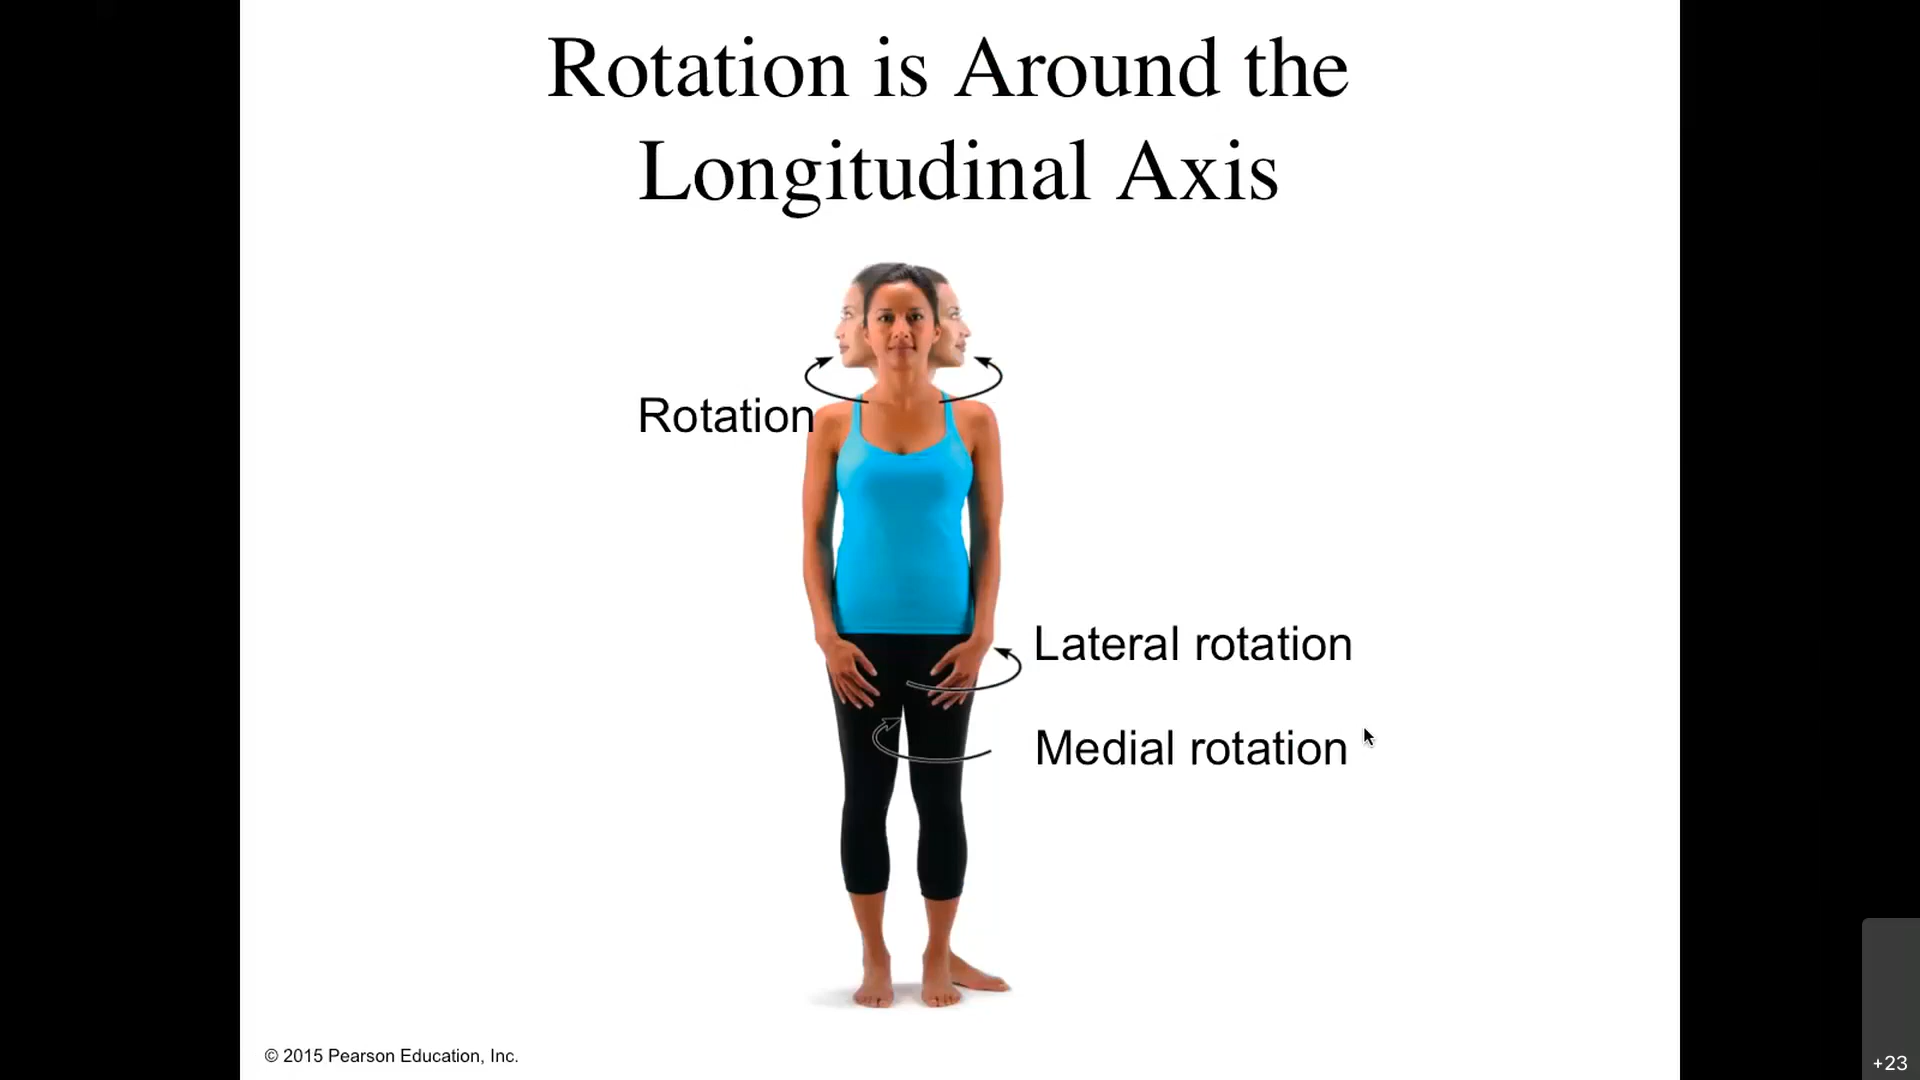 Rotation is Around the
Longitudinal Axis
Rotation
Lateral rotation
Medial rotation
© 2015 Pearson Education, Inc.
+23